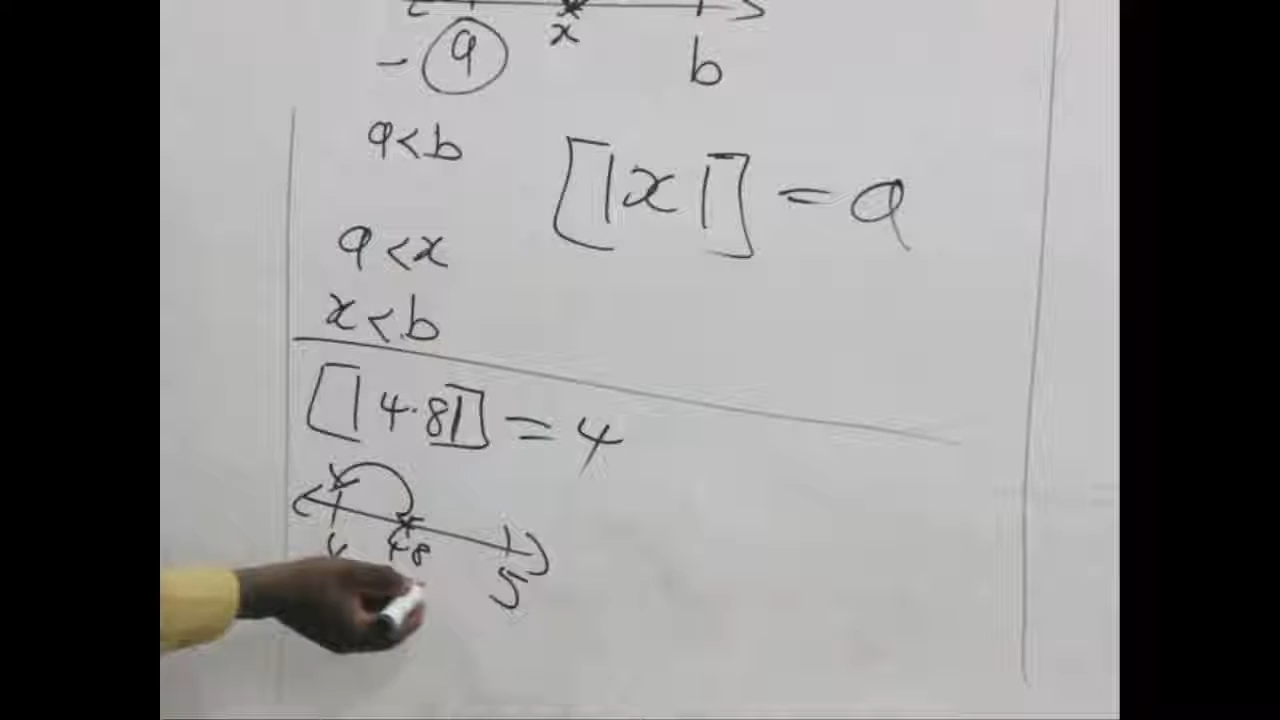 x
- a b
a<b
[|x|] = a
a<x
x<b
[|4.8|] = 4
4 4.8 5